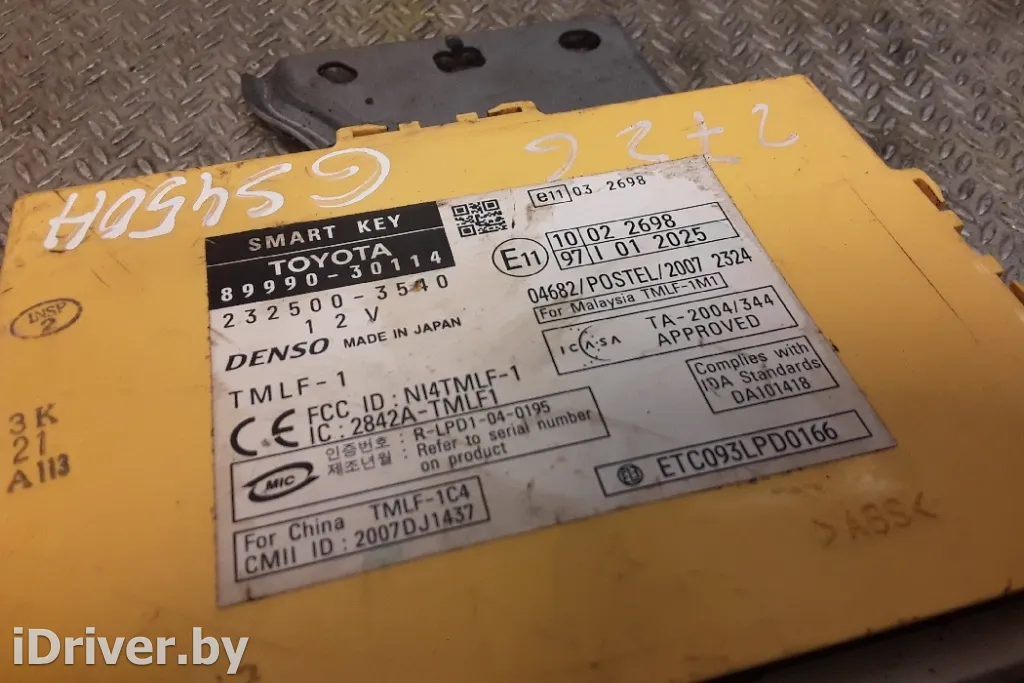 GS450H
2726
SMART KEY
TOYOTA
89990-30114
232500-3540
12V
DENSO MADE IN JAPAN
TMLF-1
FCC ID : NI4TMLF-1
IC : 2842A-TMLF1
인증번호 : R-LPD1-04-0195
제조년월 : Refer to serial number
on product
MIC
For China TMLF-1C4
CMII ID : 2007DJ1437
e11 03 2698
E11
10 02 2698
97 I 01 2025
04682/POSTEL/2007 2324
For Malaysia TMLF-1M1
ICASA TA-2004/344
APPROVED
Complies with
IDA Standards
DA101418
ETC093LPD0166
INSP
2
3K
21
A113
>ABS<
iDriver.by